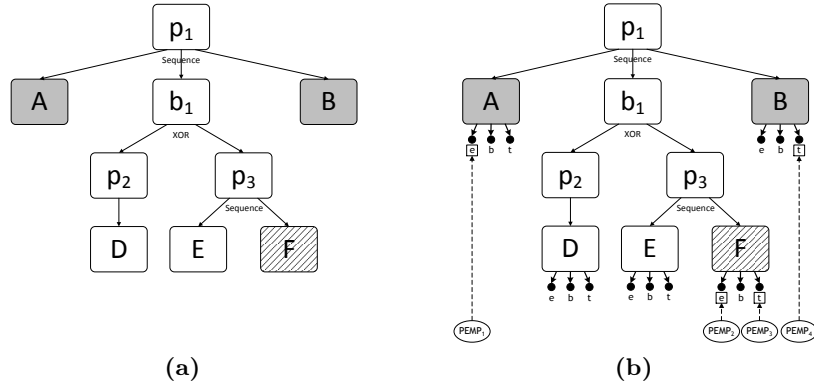 p1
Sequence
A
b1
B
XOR
p2
p3
Sequence
D
E
F
(a)
p1
Sequence
A
b1
B
e b t
XOR
e b t
p2
p3
Sequence
D
E
F
e b t
e b t
e b t
PEMP1
PEMP2
PEMP3
PEMP4
(b)